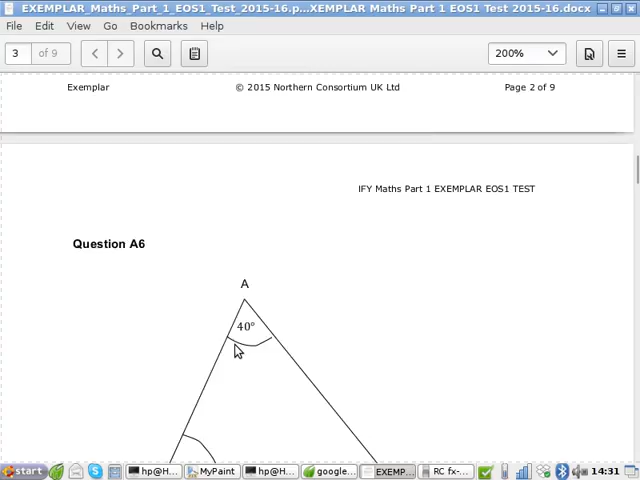 EXEMPLAR_Maths_Part_1_EOS1_Test_2015-16.p...XEMPLAR Maths Part 1 EOS1 Test 2015-16.docx
File Edit View Go Bookmarks Help
3 of 9 200%
Exemplar © 2015 Northern Consortium UK Ltd Page 2 of 9
IFY Maths Part 1 EXEMPLAR EOS1 TEST
Question A6
A
40°
start hp@H... MyPaint hp@H... google... EXEMP... RC fx-... 14:31